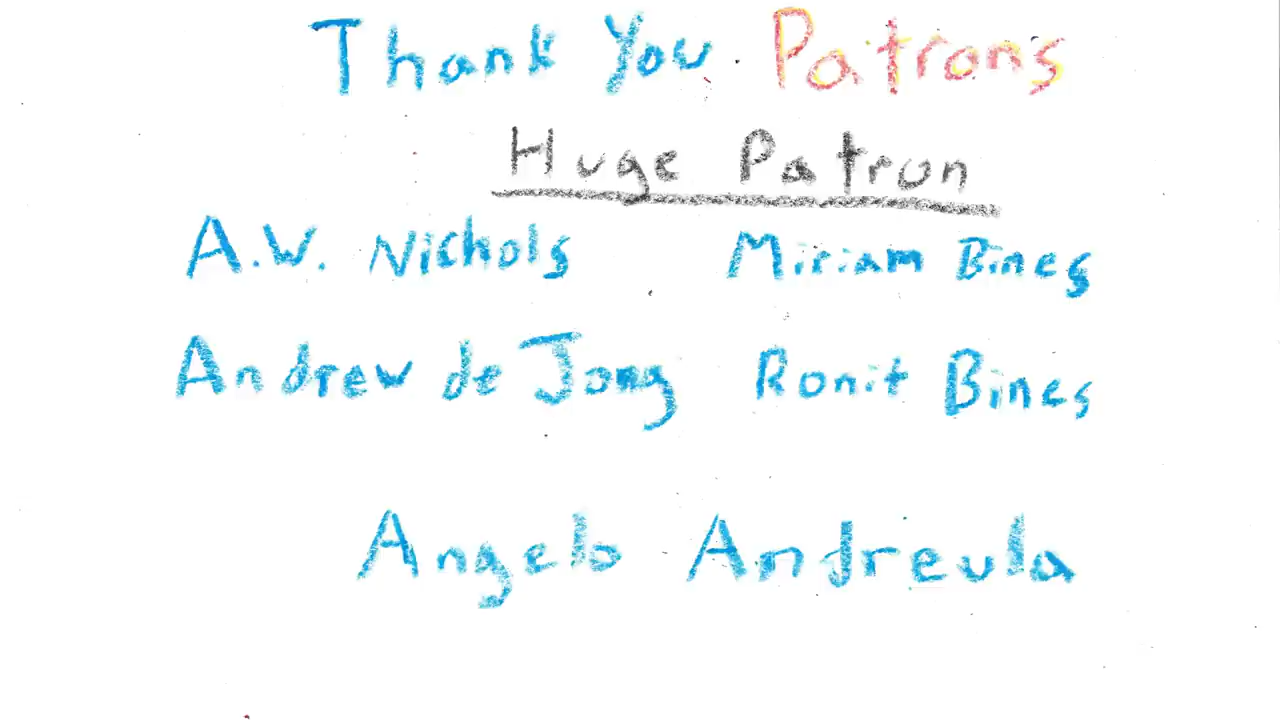 Thank You Patrons
Huge Patron
A.W. Nichols Miriam Bines
Andrew de Jong Ronit Bines
Angelo Andreula